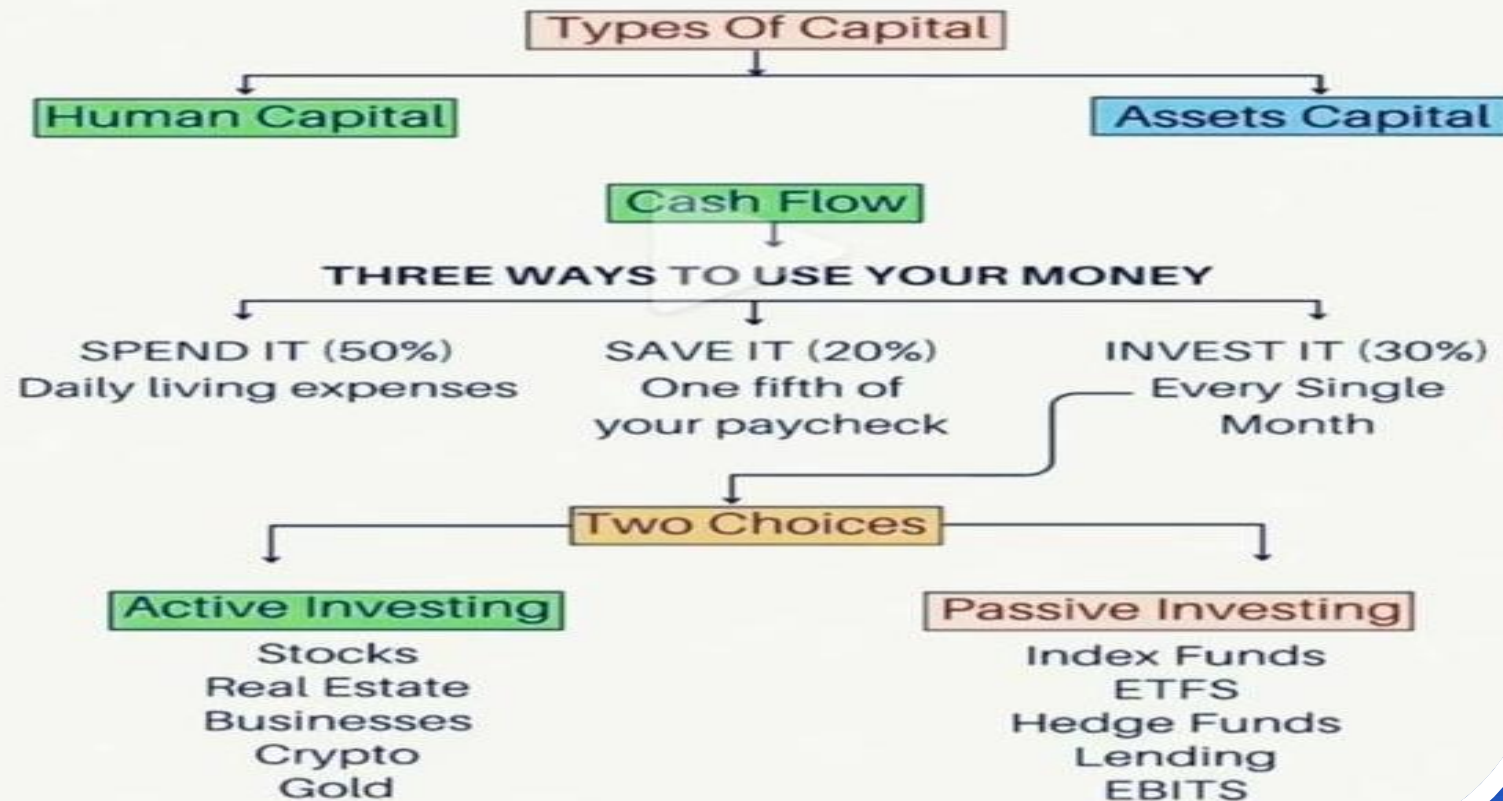 Types Of Capital
Human Capital
Assets Capital
Cash Flow
THREE WAYS TO USE YOUR MONEY
SPEND IT (50%)
Daily living expenses
SAVE IT (20%)
One fifth of
your paycheck
INVEST IT (30%)
Every Single
Month
Two Choices
Active Investing
Stocks
Real Estate
Businesses
Crypto
Gold
Passive Investing
Index Funds
ETFS
Hedge Funds
Lending
EBITS